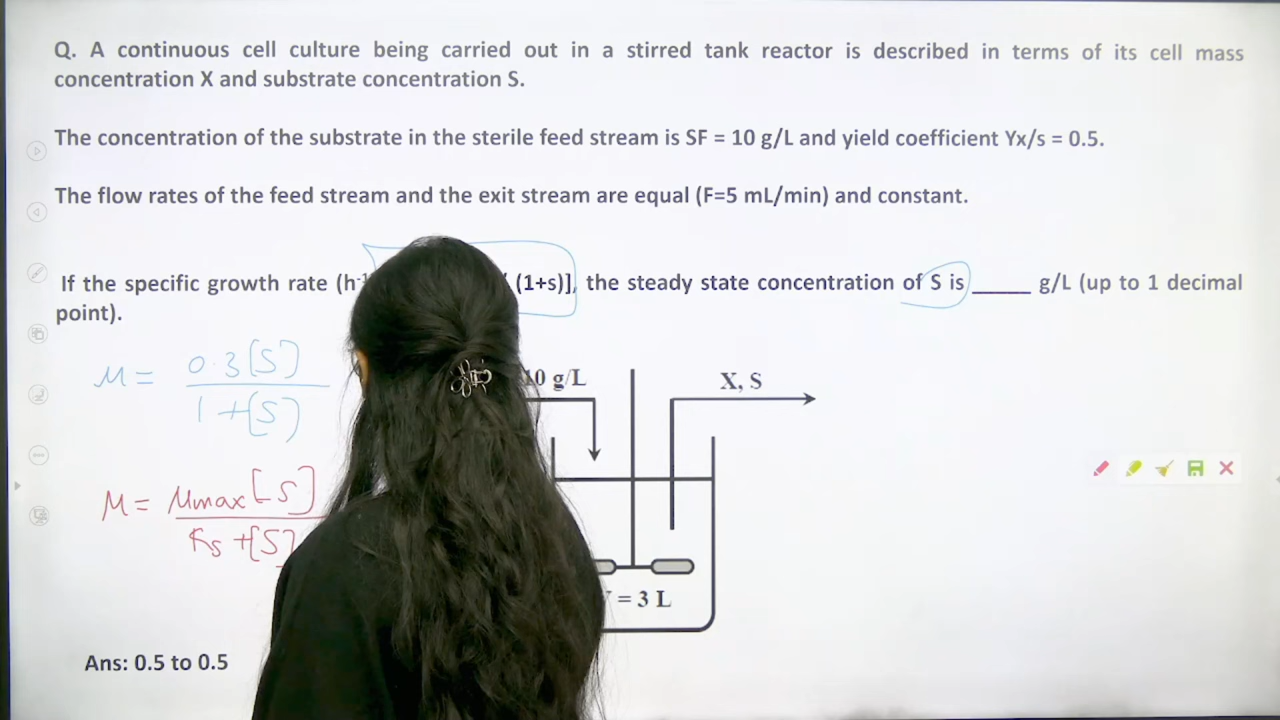 Q. A continuous cell culture being carried out in a stirred tank reactor is described in terms of its cell mass
concentration X and substrate concentration S.
The concentration of the substrate in the sterile feed stream is SF = 10 g/L and yield coefficient Yx/s = 0.5.
The flow rates of the feed stream and the exit stream are equal (F=5 mL/min) and constant.
If the specific growth rate (h⁻¹ (1+s)], the steady state concentration of S is _____ g/L (up to 1 decimal
point).
μ = 0.3[S]
1+[S]
10 g/L
X, S
μ = μmax[S]
Ks+[S]
= 3 L
Ans: 0.5 to 0.5